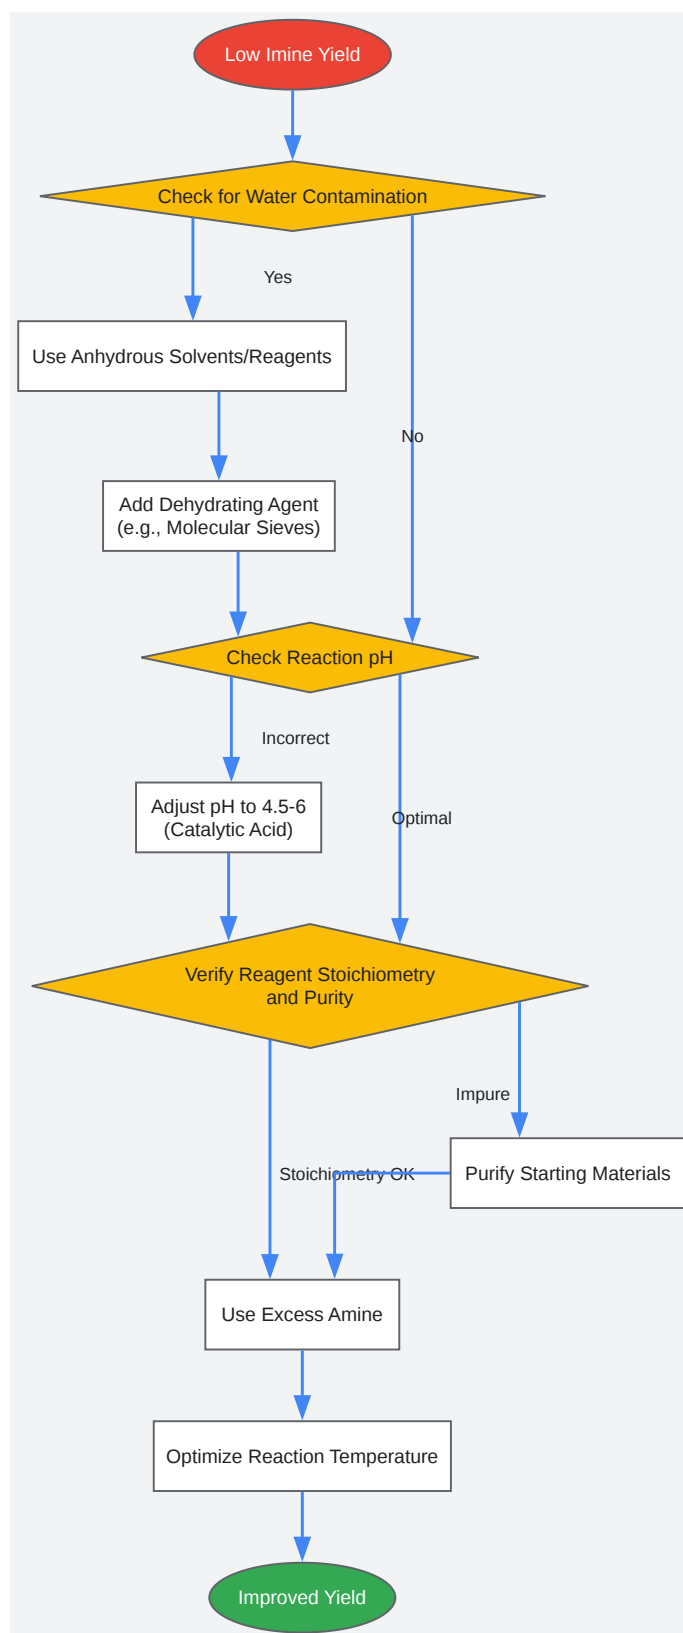 Low Imine Yield
Check for Water Contamination
Yes
Use Anhydrous Solvents/Reagents
No
Add Dehydrating Agent
(e.g., Molecular Sieves)
Check Reaction pH
Incorrect
Adjust pH to 4.5-6
(Catalytic Acid)
Optimal
Verify Reagent Stoichiometry
and Purity
Impure
Stoichiometry OK
Purify Starting Materials
Use Excess Amine
Optimize Reaction Temperature
Improved Yield